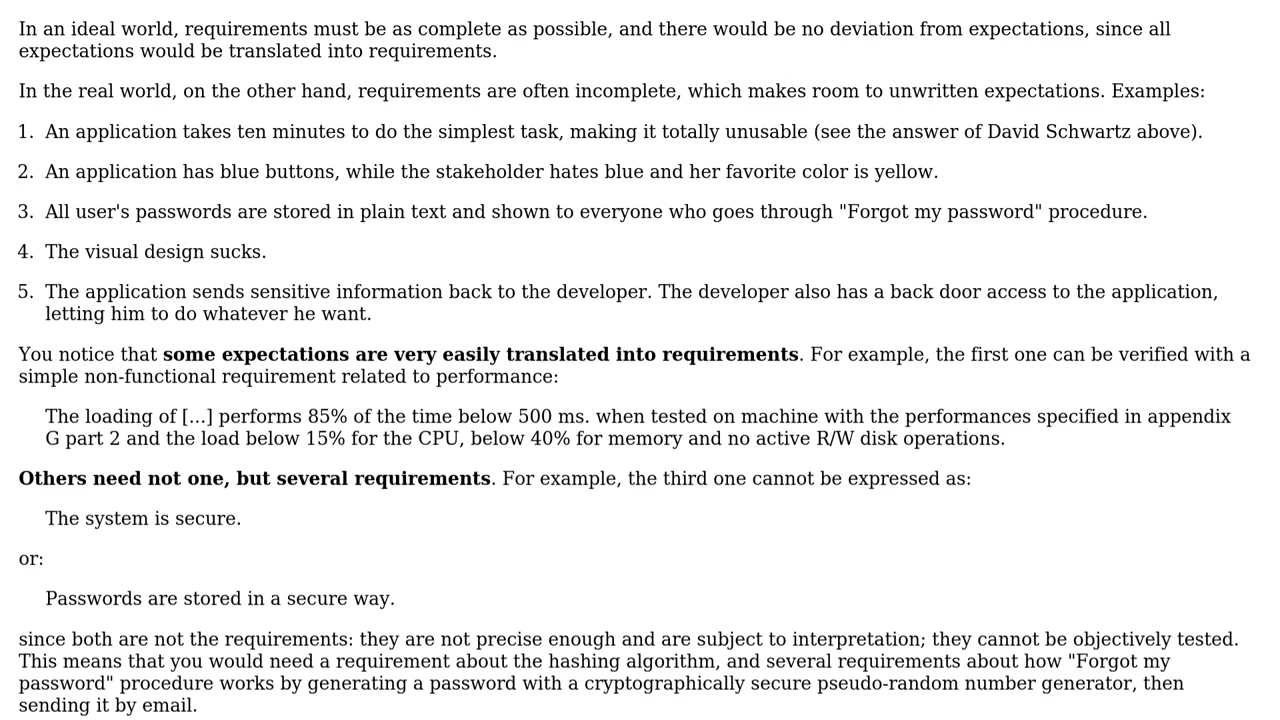 In an ideal world, requirements must be as complete as possible, and there would be no deviation from expectations, since all
expectations would be translated into requirements.
In the real world, on the other hand, requirements are often incomplete, which makes room to unwritten expectations. Examples:
1. An application takes ten minutes to do the simplest task, making it totally unusable (see the answer of David Schwartz above).
2. An application has blue buttons, while the stakeholder hates blue and her favorite color is yellow.
3. All user's passwords are stored in plain text and shown to everyone who goes through "Forgot my password" procedure.
4. The visual design sucks.
5. The application sends sensitive information back to the developer. The developer also has a back door access to the application,
letting him to do whatever he want.
You notice that some expectations are very easily translated into requirements. For example, the first one can be verified with a
simple non-functional requirement related to performance:
The loading of [...] performs 85% of the time below 500 ms. when tested on machine with the performances specified in appendix
G part 2 and the load below 15% for the CPU, below 40% for memory and no active R/W disk operations.
Others need not one, but several requirements. For example, the third one cannot be expressed as:
The system is secure.
or:
Passwords are stored in a secure way.
since both are not the requirements: they are not precise enough and are subject to interpretation; they cannot be objectively tested.
This means that you would need a requirement about the hashing algorithm, and several requirements about how "Forgot my
password" procedure works by generating a password with a cryptographically secure pseudo-random number generator, then
sending it by email.